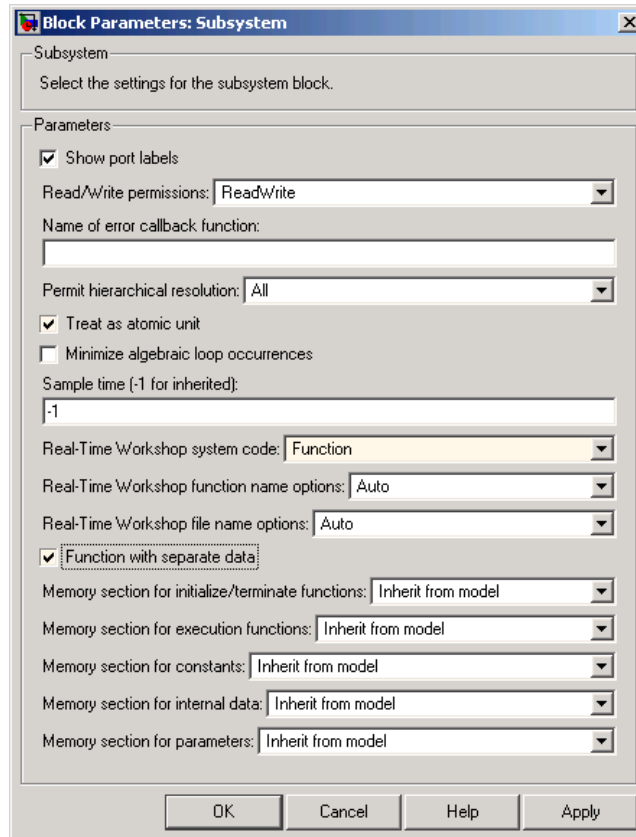 Block Parameters: Subsystem
Subsystem
Select the settings for the subsystem block.
Parameters
Show port labels
Read/Write permissions: ReadWrite
Name of error callback function:
Permit hierarchical resolution: All
Treat as atomic unit
Minimize algebraic loop occurrences
Sample time (-1 for inherited):
-1
Real-Time Workshop system code: Function
Real-Time Workshop function name options: Auto
Real-Time Workshop file name options: Auto
Function with separate data
Memory section for initialize/terminate functions: Inherit from model
Memory section for execution functions: Inherit from model
Memory section for constants: Inherit from model
Memory section for internal data: Inherit from model
Memory section for parameters: Inherit from model
OK Cancel Help Apply